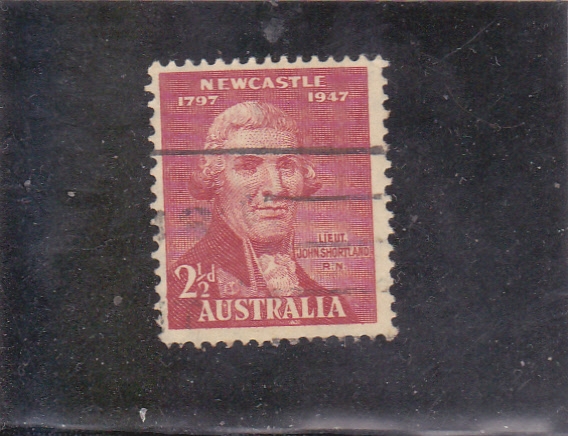 NEWCASTLE
1797 1947
LIEUT
JOHN SHORTLAND
R.N
2½d
AUSTRALIA